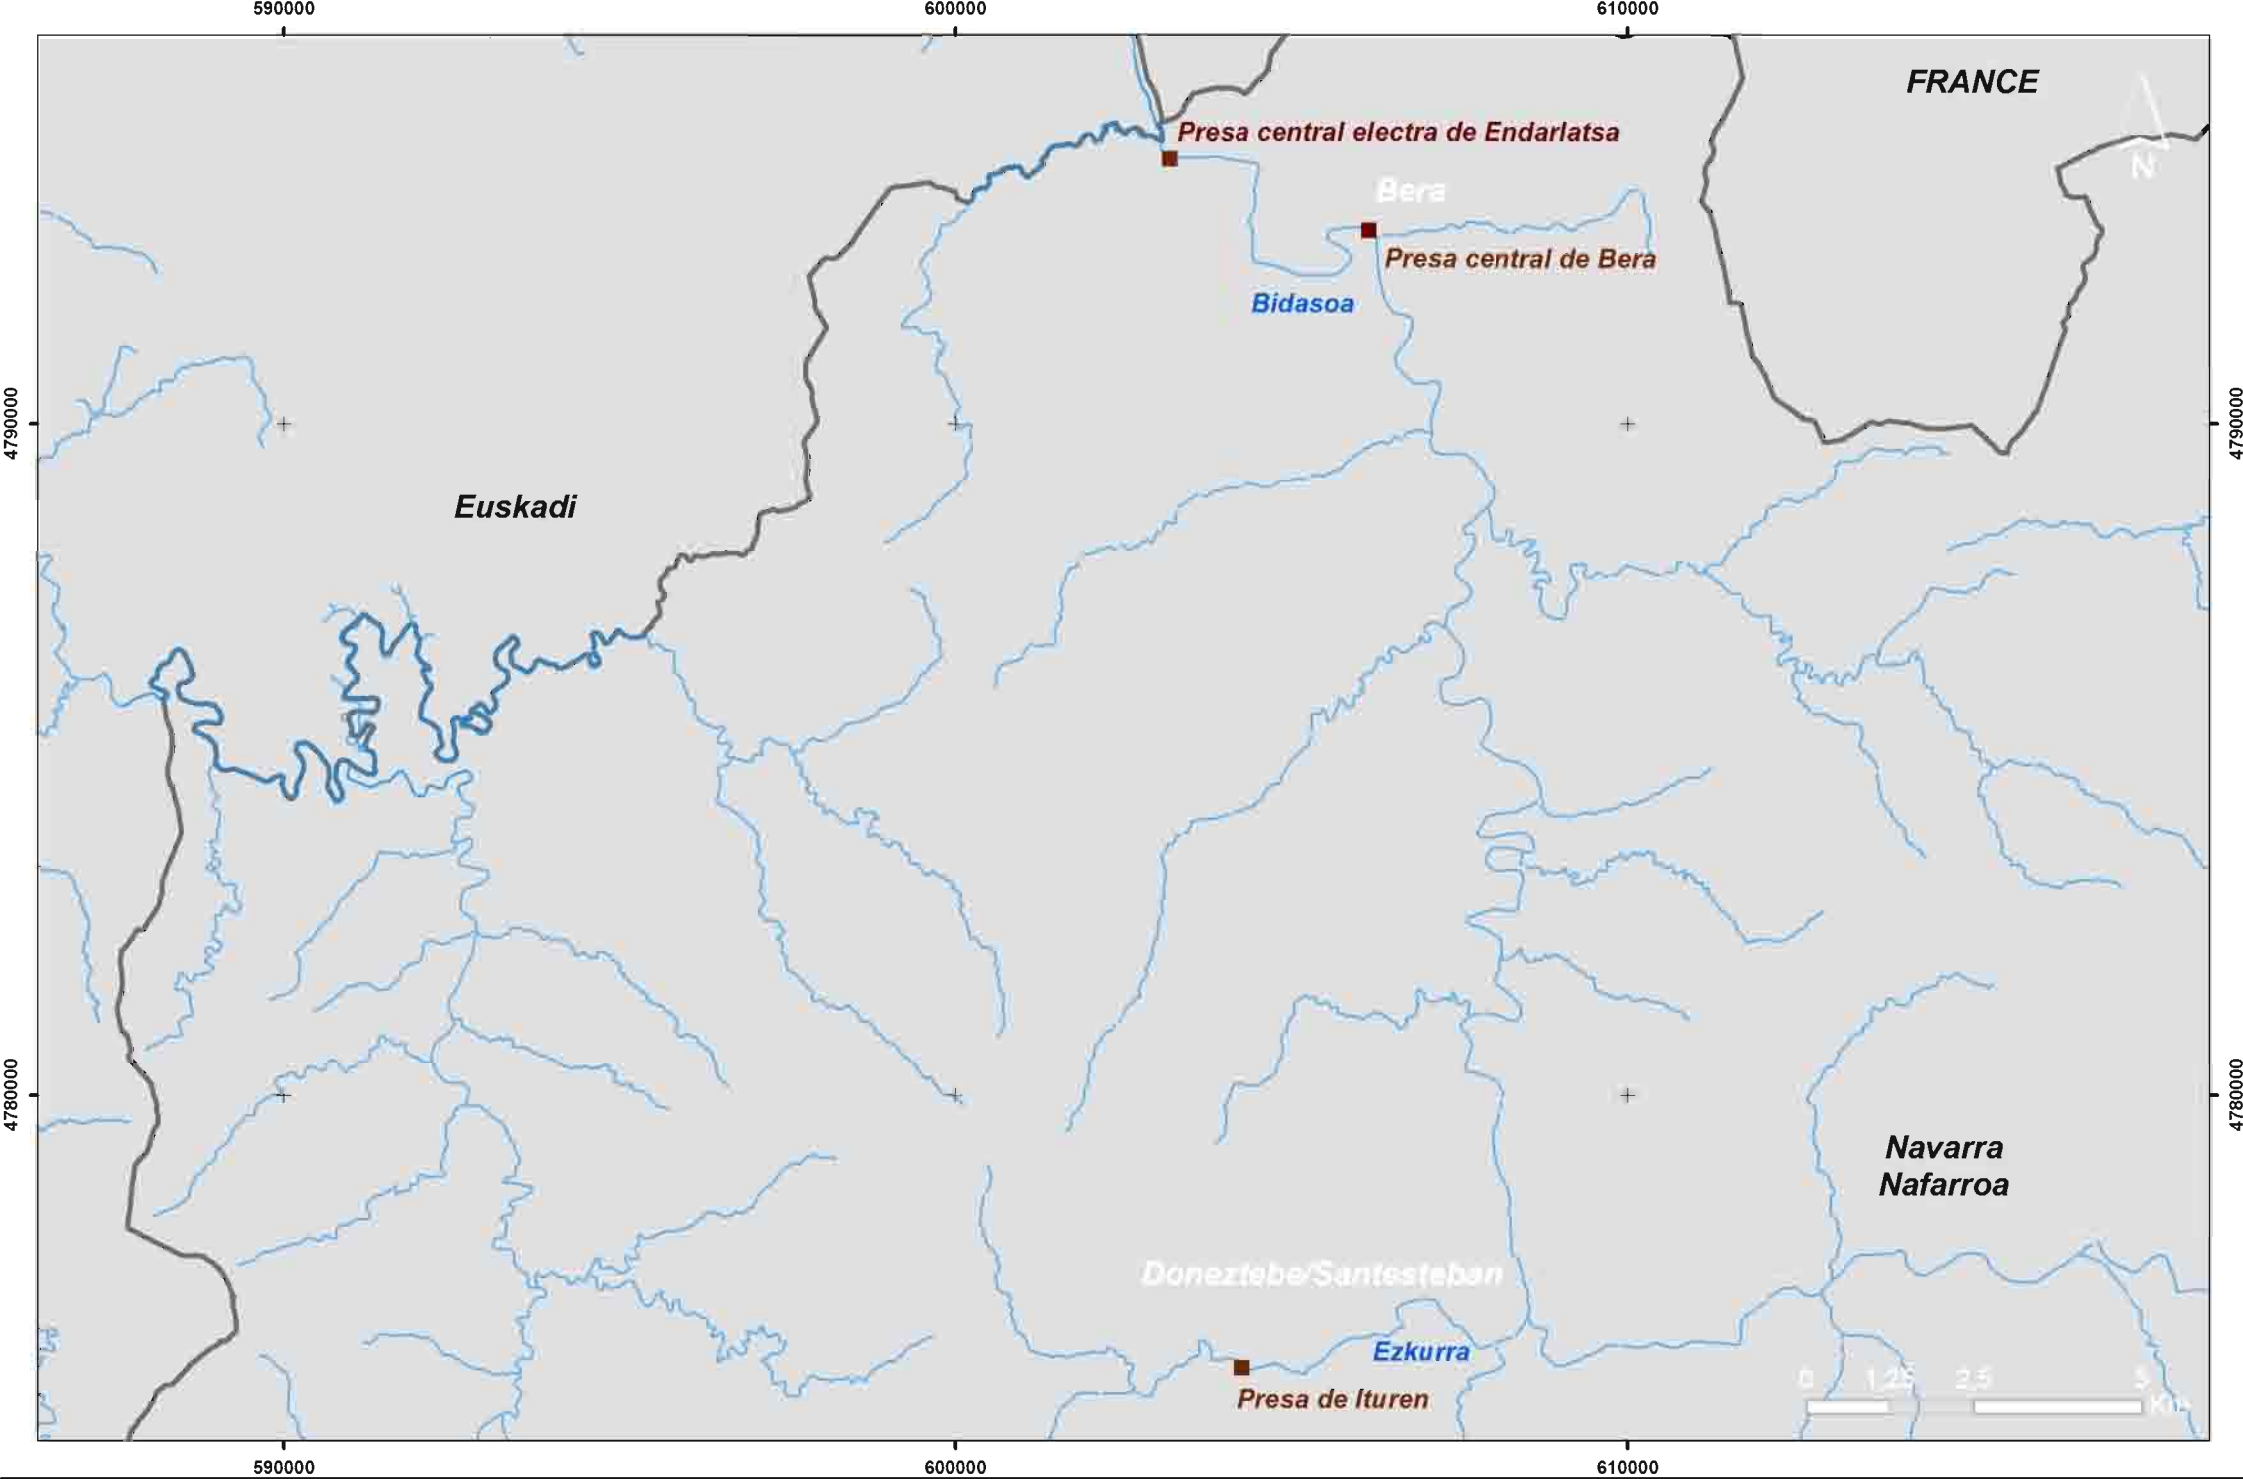 590000
600000
610000
FRANCE
Presa central electra de Endarlatsa
N
Bera
Presa central de Bera
Bidasoa
4790000
4790000
Euskadi
4780000
4780000
Navarra
Nafarroa
Doneztebe/Santesteban
Ezkurra
0 1,25 2,5 5
Km
Presa de Ituren
590000
600000
610000